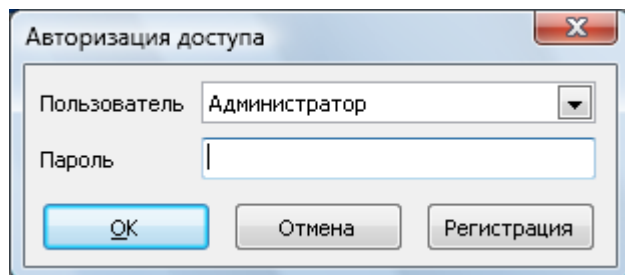 Авторизация доступа
Пользователь Администратор
Пароль
OK Отмена Регистрация